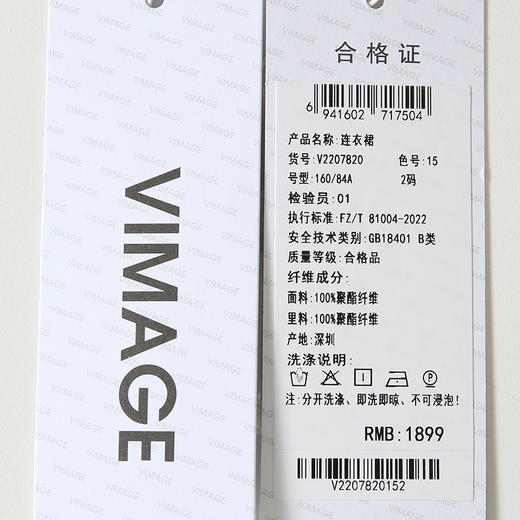 VIMAGE
合格证
6 941602 717504
产品名称:连衣裙
货号:V2207820 色号:15
号型:160/84A 2码
检验员:01
执行标准:FZ/T 81004-2022
安全技术类别:GB18401 B类
质量等级:合格品
纤维成分:
面料:100%聚酯纤维
里料:100%聚酯纤维
产地:深圳
洗涤说明:
注:分开洗涤、即洗即晾、不可浸泡!
RMB:1899
V2207820152